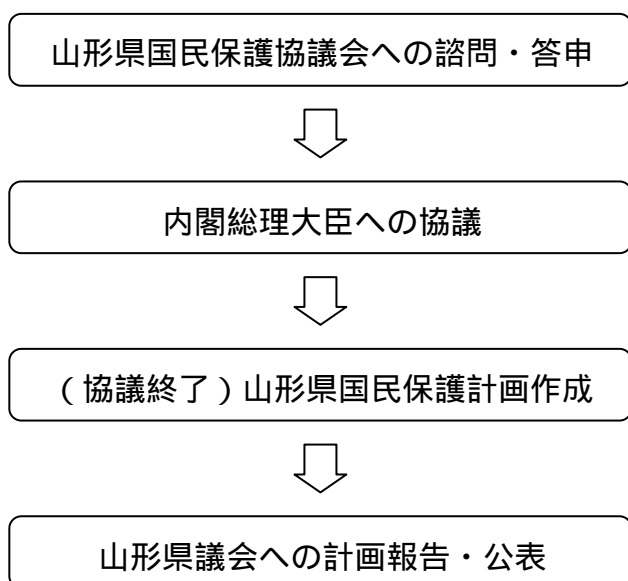 山形県国民保護協議会への諮問・答申
内閣総理大臣への協議
（協議終了）山形県国民保護計画作成
山形県議会への計画報告・公表